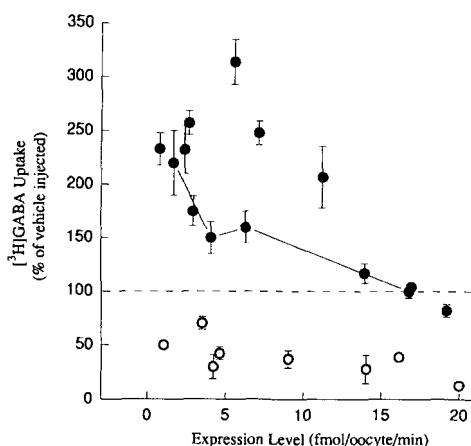 350
300
250
200
150
100
50
0
[³H]GABA Uptake
(% of vehicle injected)
0 5 10 15 20
Expression Level (fmol/oocyte/min)